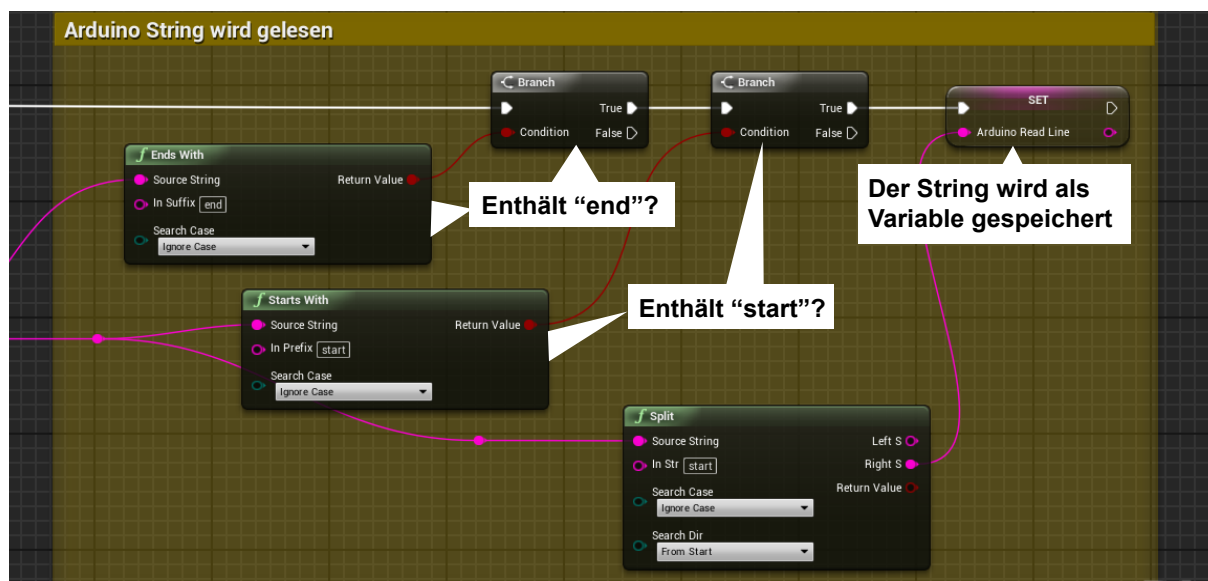 Arduino String wird gelesen
Branch
True
Condition False
Branch
True
Condition False
SET
Arduino Read Line
f Ends With
Source String Return Value
In Suffix end
Search Case
Ignore Case
Enthält “end”?
Der String wird als
Variable gespeichert
f Starts With
Source String Return Value
In Prefix start
Search Case
Ignore Case
Enthält “start”?
f Split
Source String Left S
In Str start Right S
Search Case Return Value
Ignore Case
Search Dir
From Start